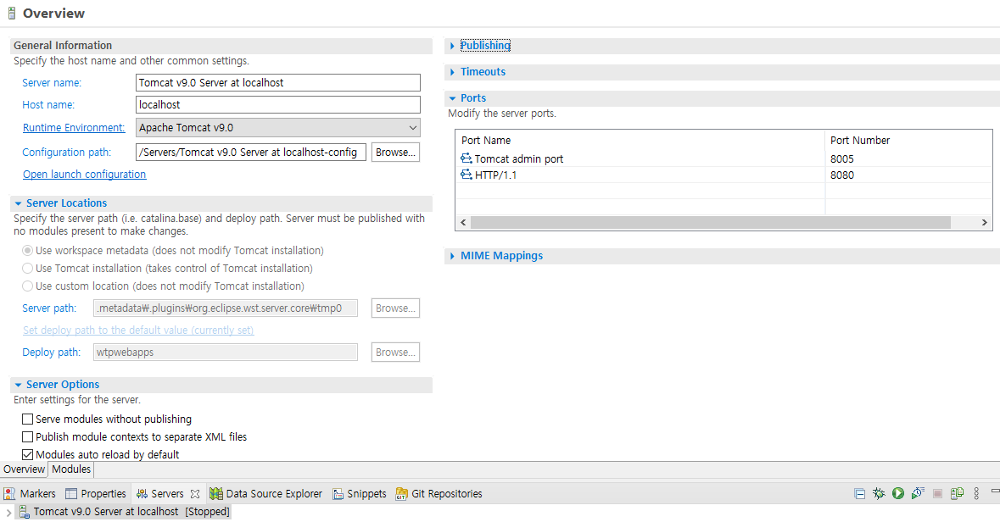 Overview
General Information
Specify the host name and other common settings.
Server name:
Tomcat v9.0 Server at localhost
Host name:
localhost
Runtime Environment:
Apache Tomcat v9.0
Configuration path:
/Servers/Tomcat v9.0 Server at localhost-config
Browse...
Open launch configuration
Server Locations
Specify the server path (i.e. catalina.base) and deploy path. Server must be published with
no modules present to make changes.
Use workspace metadata (does not modify Tomcat installation)
Use Tomcat installation (takes control of Tomcat installation)
Use custom location (does not modify Tomcat installation)
Server path:
.metadata₩.plugins₩org.eclipse.wst.server.core₩tmp0
Browse...
Set deploy path to the default value (currently set)
Deploy path:
wtpwebapps
Browse...
Server Options
Enter settings for the server.
Serve modules without publishing
Publish module contexts to separate XML files
Modules auto reload by default
Publishing
Timeouts
Ports
Modify the server ports.
Port Name Port Number
Tomcat admin port 8005
HTTP/1.1 8080
MIME Mappings
Overview Modules
Markers Properties Servers Data Source Explorer Snippets Git Repositories
Tomcat v9.0 Server at localhost [Stopped]